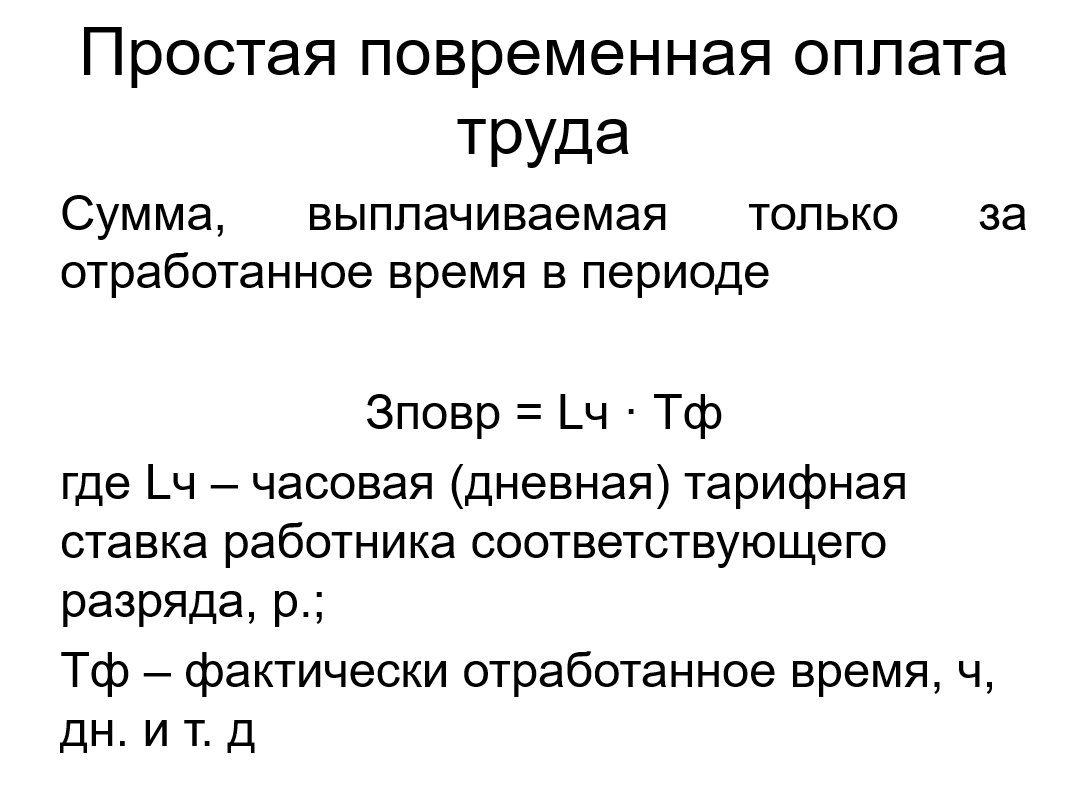 Простая повременная оплата
труда
Сумма, выплачиваемая только за
отработанное время в периоде
Зповр = Lч · Тф
где Lч – часовая (дневная) тарифная
ставка работника соответствующего
разряда, р.;
Тф – фактически отработанное время, ч,
дн. и т. д